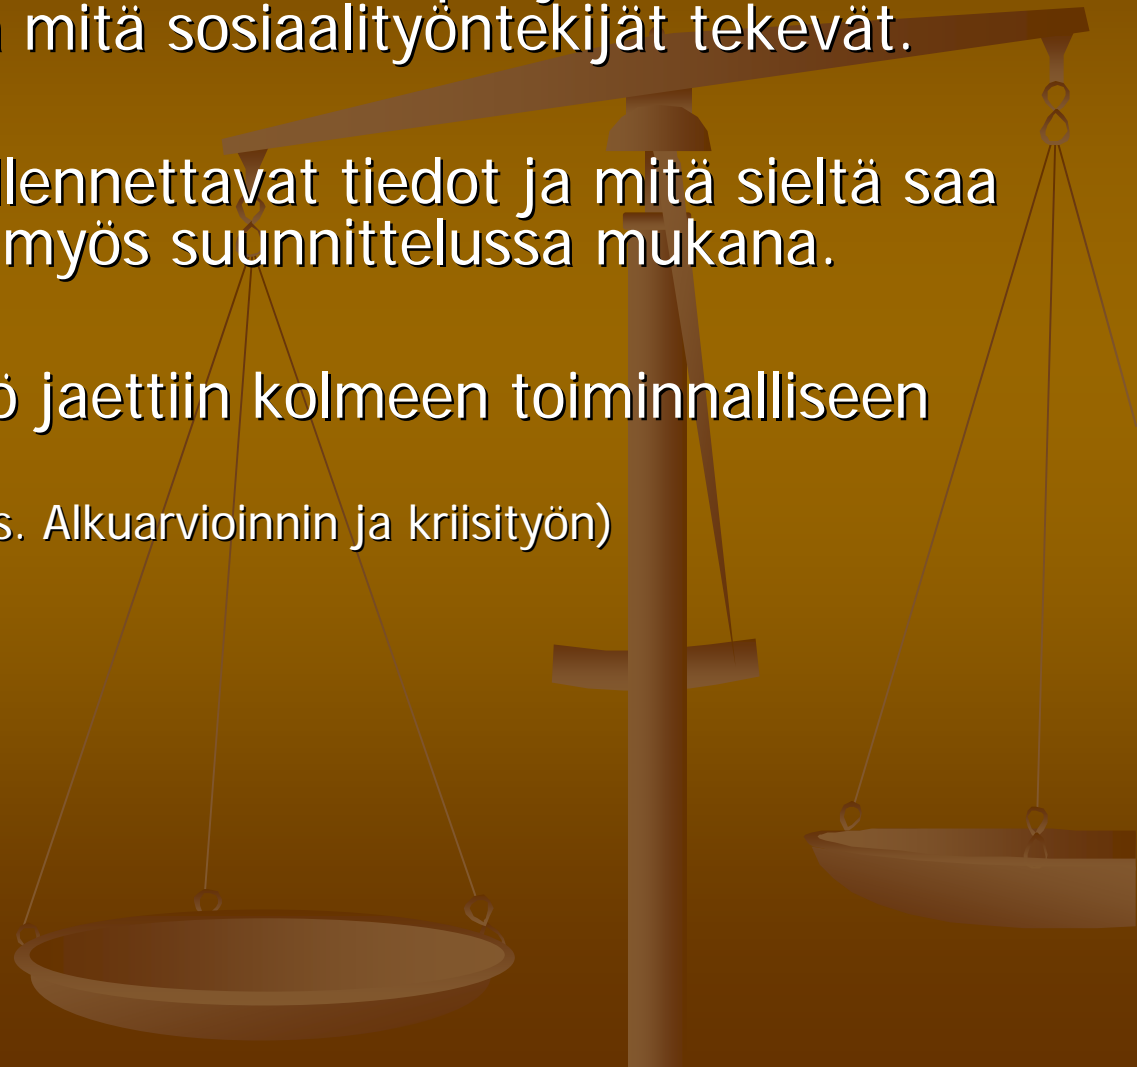 mitä sosiaalityöntekijät tekevät.
llennettavat tiedot ja mitä sieltä saa
myös suunnittelussa mukana.
ö jaettiin kolmeen toiminnalliseen
s. Alkuarvioinnin ja kriisityön)